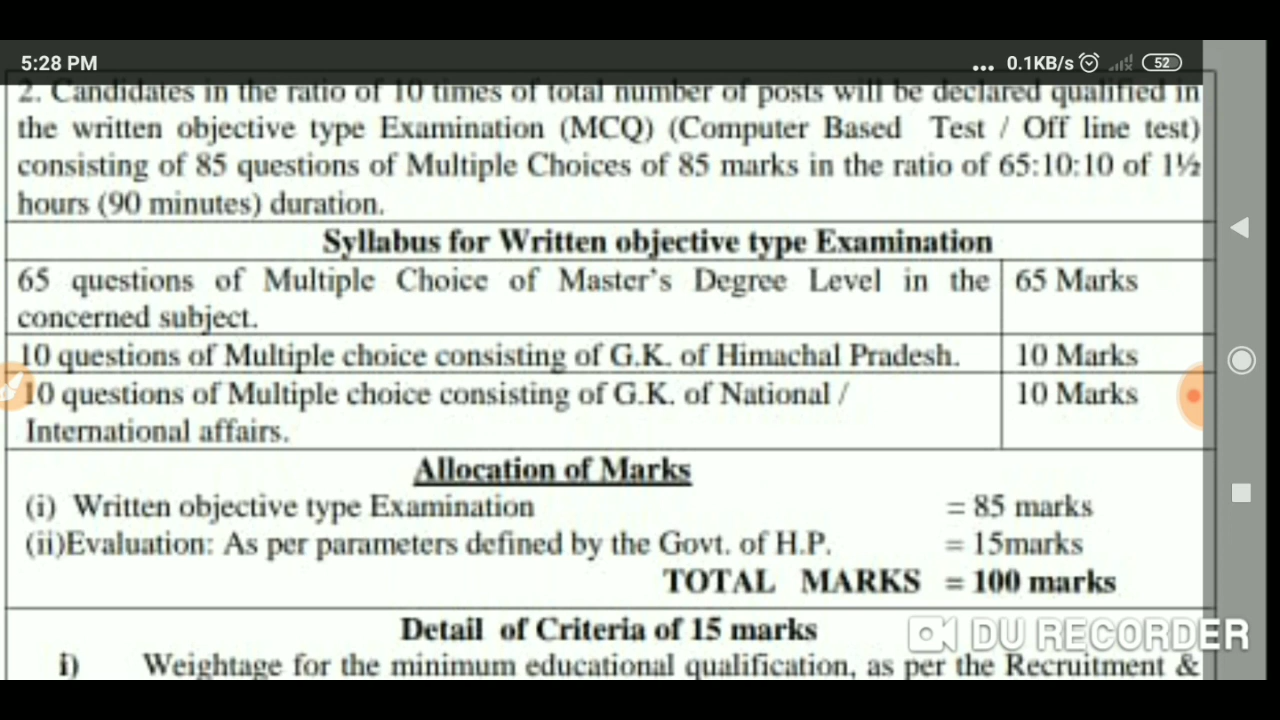 5:28 PM ... 0.1KB/s 52
2. Candidates in the ratio of 10 times of total number of posts will be declared qualified in
the written objective type Examination (MCQ) (Computer Based Test / Off line test)
consisting of 85 questions of Multiple Choices of 85 marks in the ratio of 65:10:10 of 1½
hours (90 minutes) duration.
Syllabus for Written objective type Examination
65 questions of Multiple Choice of Master's Degree Level in the 65 Marks
concerned subject.
10 questions of Multiple choice consisting of G.K. of Himachal Pradesh. 10 Marks
10 questions of Multiple choice consisting of G.K. of National / 10 Marks
International affairs.
Allocation of Marks
(i) Written objective type Examination = 85 marks
(ii)Evaluation: As per parameters defined by the Govt. of H.P. = 15marks
TOTAL MARKS = 100 marks
Detail of Criteria of 15 marks
DU RECORDER
i) Weightage for the minimum educational qualification, as per the Recruitment &